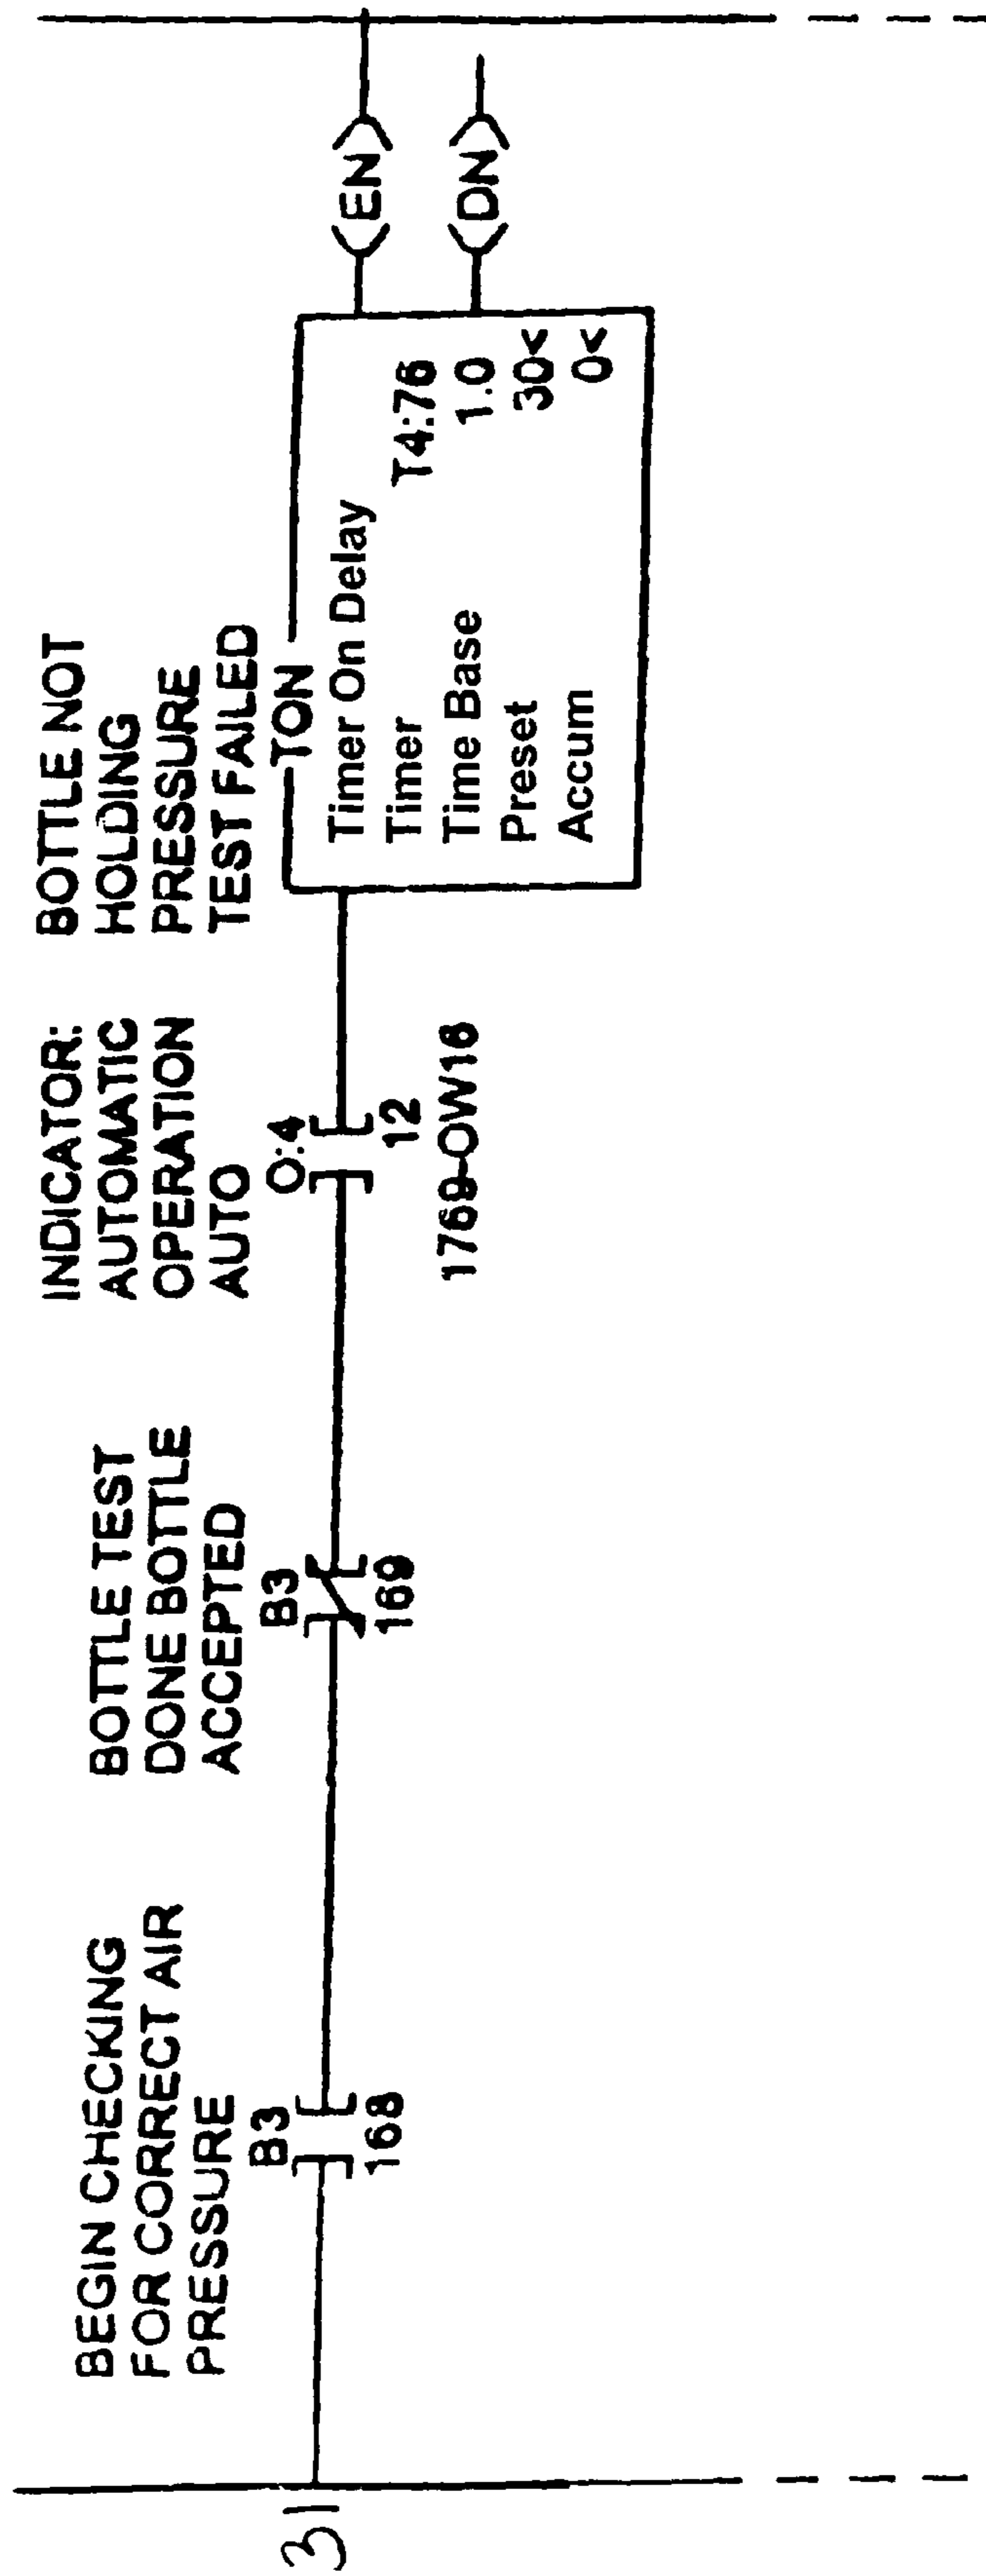 31
BEGIN CHECKING
FOR CORRECT AIR
PRESSURE
B3
168
BOTTLE TEST
DONE BOTTLE
ACCEPTED
B3
169
INDICATOR:
AUTOMATIC
OPERATION
AUTO
O:4
12
1769-OW16
BOTTLE NOT
HOLDING
PRESSURE
TEST FAILED
TON
Timer On Delay
Timer T4:76
Time Base 1.0
Preset 30<
Accum 0<
EN
DN